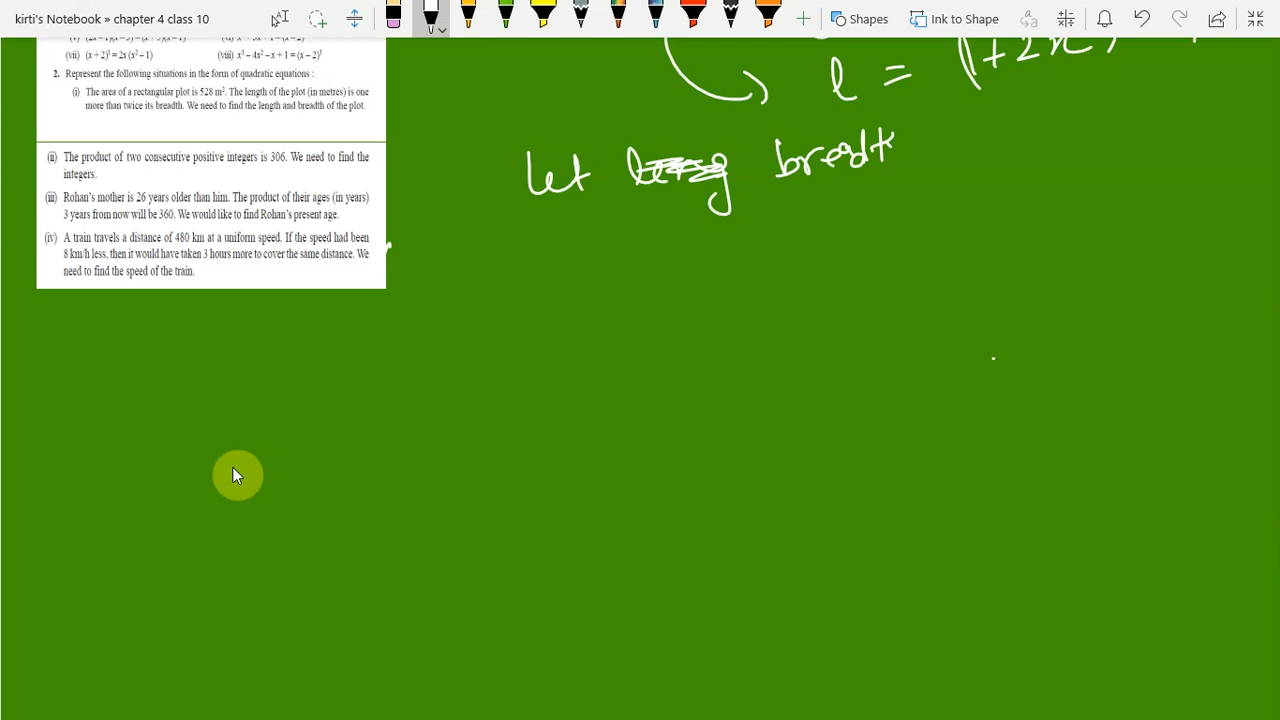 kirti's Notebook » chapter 4 class 10
Shapes
Ink to Shape
(vii) (x + 2)³ = 2x (x² – 1) (viii) x³ – 4x² – x + 1 = (x – 2)³
2. Represent the following situations in the form of quadratic equations :
(i) The area of a rectangular plot is 528 m². The length of the plot (in metres) is one
more than twice its breadth. We need to find the length and breadth of the plot.
(ii) The product of two consecutive positive integers is 306. We need to find the
integers.
(iii) Rohan's mother is 26 years older than him. The product of their ages (in years)
3 years from now will be 360. We would like to find Rohan's present age.
(iv) A train travels a distance of 480 km at a uniform speed. If the speed had been
8 km/h less, then it would have taken 3 hours more to cover the same distance. We
need to find the speed of the train.
l = 1+2x
Let breadt